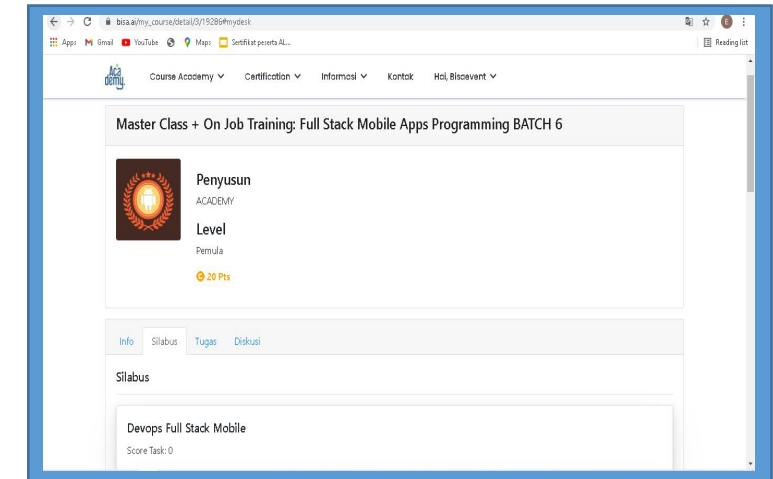 bisa.ai/my_course/detail/3/19286#mydesk
E
Apps Gmail YouTube Maps Sertifikat peserta AL... Reading list
Academy.
Course Academy Certification Informasi Kontak Hai, Bisaevent
Master Class + On Job Training: Full Stack Mobile Apps Programming BATCH 6
Penyusun
ACADEMY
Level
Pemula
C 20 Pts
Info Silabus Tugas Diskusi
Silabus
Devops Full Stack Mobile
Score Task: 0